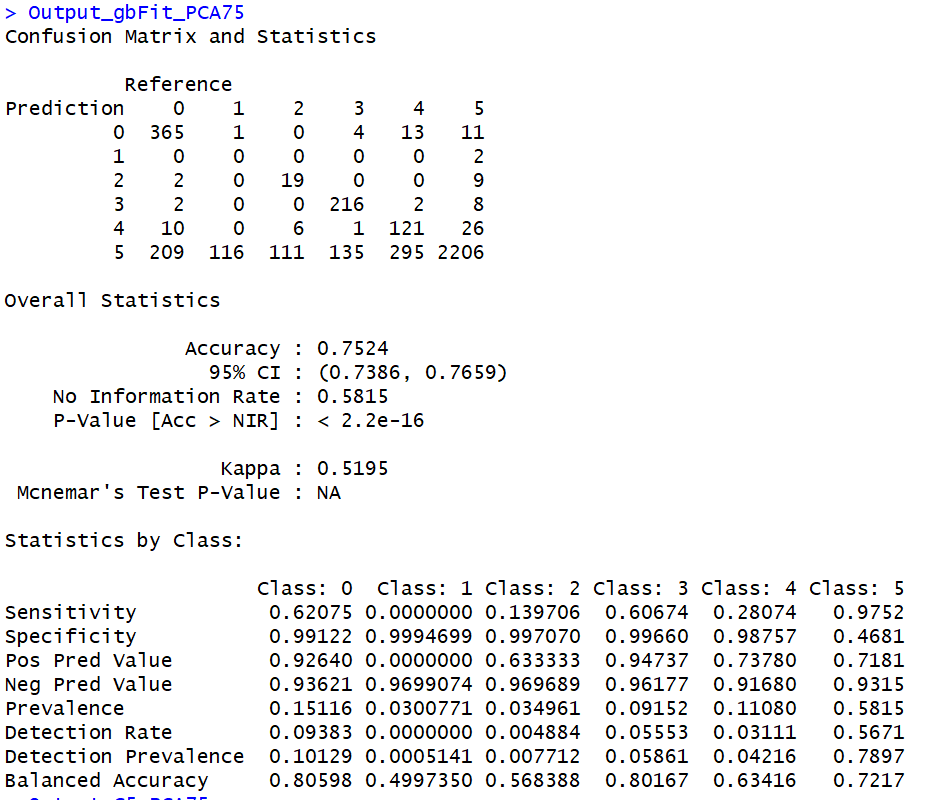 > Output_gbFit_PCA75
Confusion Matrix and Statistics
Reference
Prediction 0 1 2 3 4 5
0 365 1 0 4 13 11
1 0 0 0 0 0 2
2 2 0 19 0 0 9
3 2 0 0 216 2 8
4 10 0 6 1 121 26
5 209 116 111 135 295 2206
Overall Statistics
Accuracy : 0.7524
95% CI : (0.7386, 0.7659)
No Information Rate : 0.5815
P-Value [Acc > NIR] : < 2.2e-16
Kappa : 0.5195
Mcnemar's Test P-Value : NA
Statistics by Class:
Class: 0 Class: 1 Class: 2 Class: 3 Class: 4 Class: 5
Sensitivity 0.62075 0.0000000 0.139706 0.60674 0.28074 0.9752
Specificity 0.99122 0.9994699 0.997070 0.99660 0.98757 0.4681
Pos Pred Value 0.92640 0.0000000 0.633333 0.94737 0.73780 0.7181
Neg Pred Value 0.93621 0.9699074 0.969689 0.96177 0.91680 0.9315
Prevalence 0.15116 0.0300771 0.034961 0.09152 0.11080 0.5815
Detection Rate 0.09383 0.0000000 0.004884 0.05553 0.03111 0.5671
Detection Prevalence 0.10129 0.0005141 0.007712 0.05861 0.04216 0.7897
Balanced Accuracy 0.80598 0.4997350 0.568388 0.80167 0.63416 0.7217